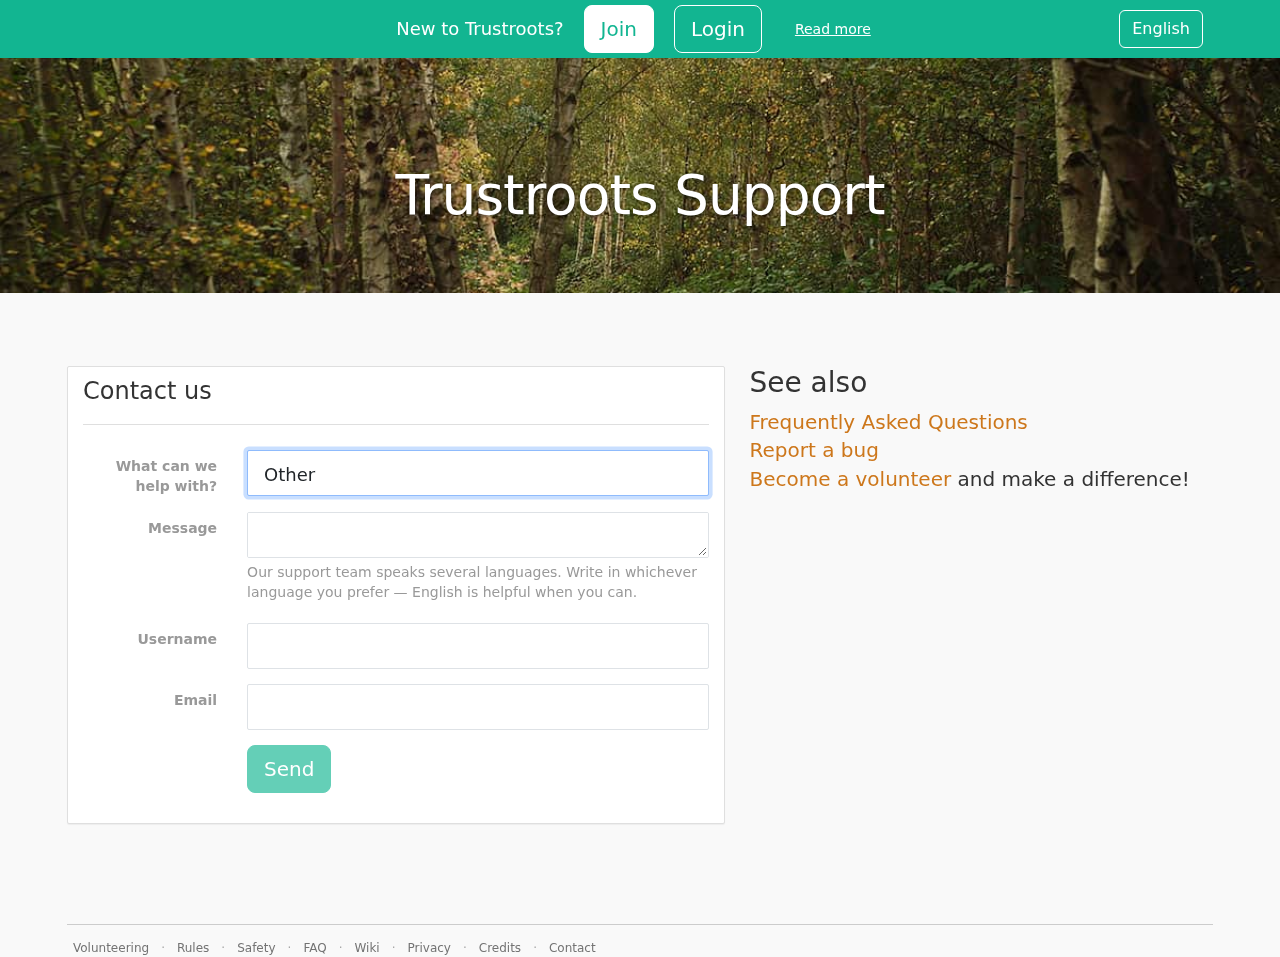 New to Trustroots? Join Login Read more English
Trustroots Support
Contact us
What can we
help with?
Other
Message
Our support team speaks several languages. Write in whichever
language you prefer — English is helpful when you can.
Username
Email
Send
See also
Frequently Asked Questions
Report a bug
Become a volunteer and make a difference!
Volunteering · Rules · Safety · FAQ · Wiki · Privacy · Credits · Contact